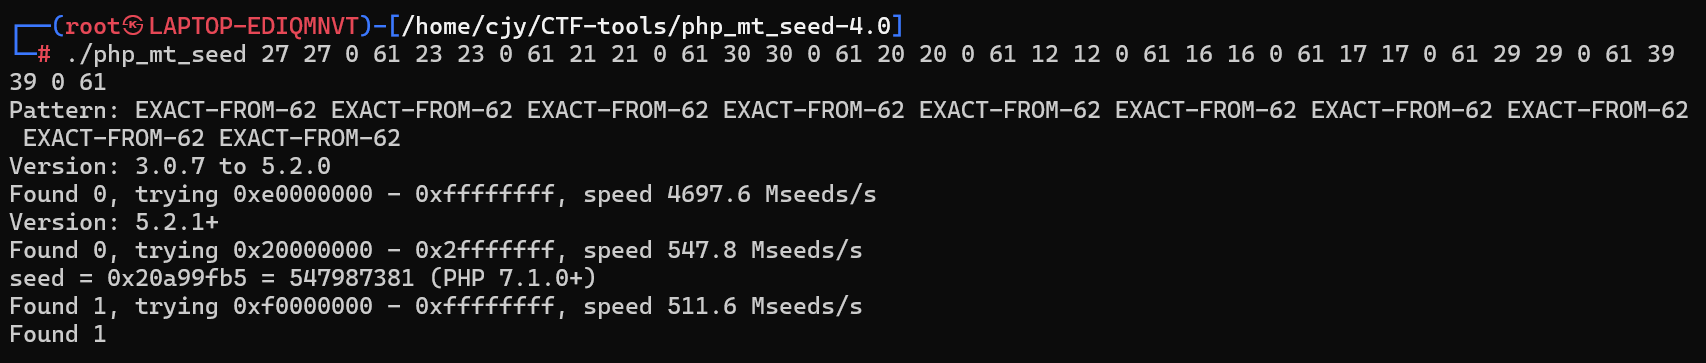 ┌──(root㉿LAPTOP-EDIQMNVT)-[/home/cjy/CTF-tools/php_mt_seed-4.0]
└─# ./php_mt_seed 27 27 0 61 23 23 0 61 21 21 0 61 30 30 0 61 20 20 0 61 12 12 0 61 16 16 0 61 17 17 0 61 29 29 0 61 39
39 0 61
Pattern: EXACT-FROM-62 EXACT-FROM-62 EXACT-FROM-62 EXACT-FROM-62 EXACT-FROM-62 EXACT-FROM-62 EXACT-FROM-62 EXACT-FROM-62
 EXACT-FROM-62 EXACT-FROM-62
Version: 3.0.7 to 5.2.0
Found 0, trying 0xe0000000 - 0xffffffff, speed 4697.6 Mseeds/s
Version: 5.2.1+
Found 0, trying 0x20000000 - 0x2fffffff, speed 547.8 Mseeds/s
seed = 0x20a99fb5 = 547987381 (PHP 7.1.0+)
Found 1, trying 0xf0000000 - 0xffffffff, speed 511.6 Mseeds/s
Found 1